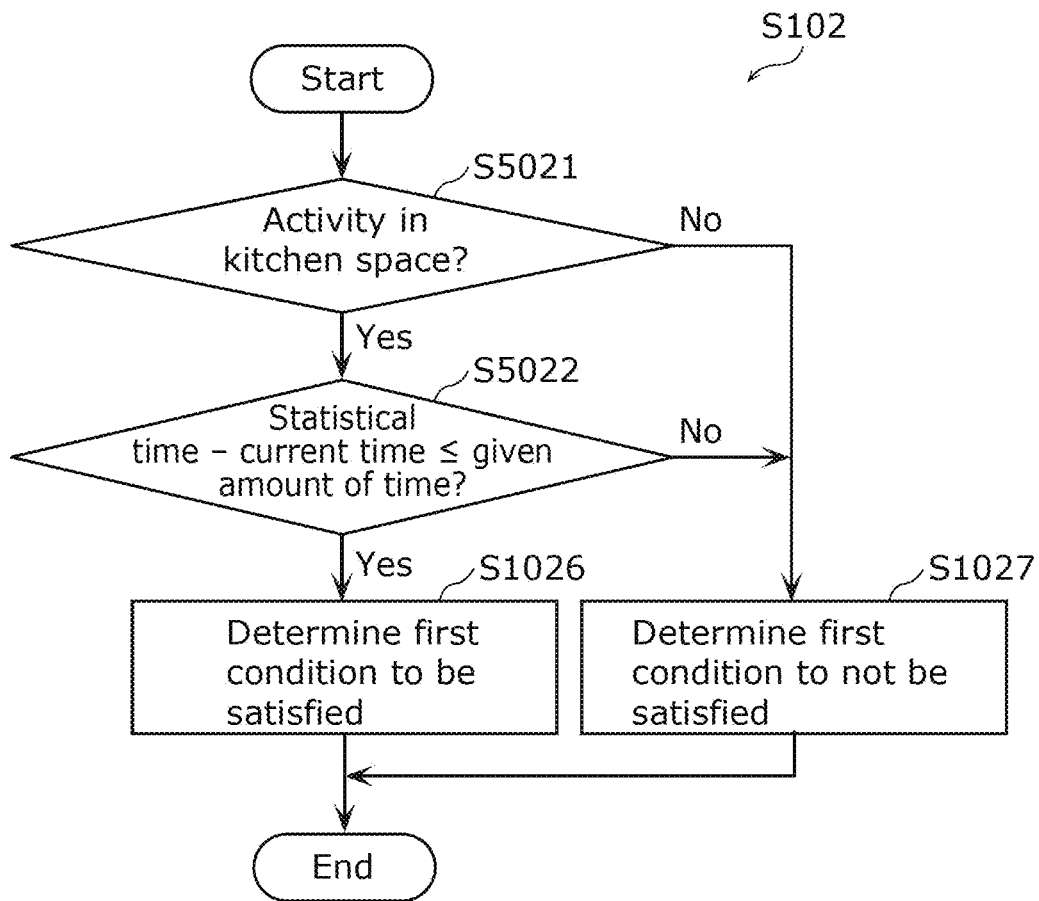 S102
Start
S5021
Activity in
kitchen space?
No
Yes
S5022
Statistical
time – current time ≤ given
amount of time?
No
Yes
S1026
Determine first
condition to be
satisfied
S1027
Determine first
condition to not be
satisfied
End